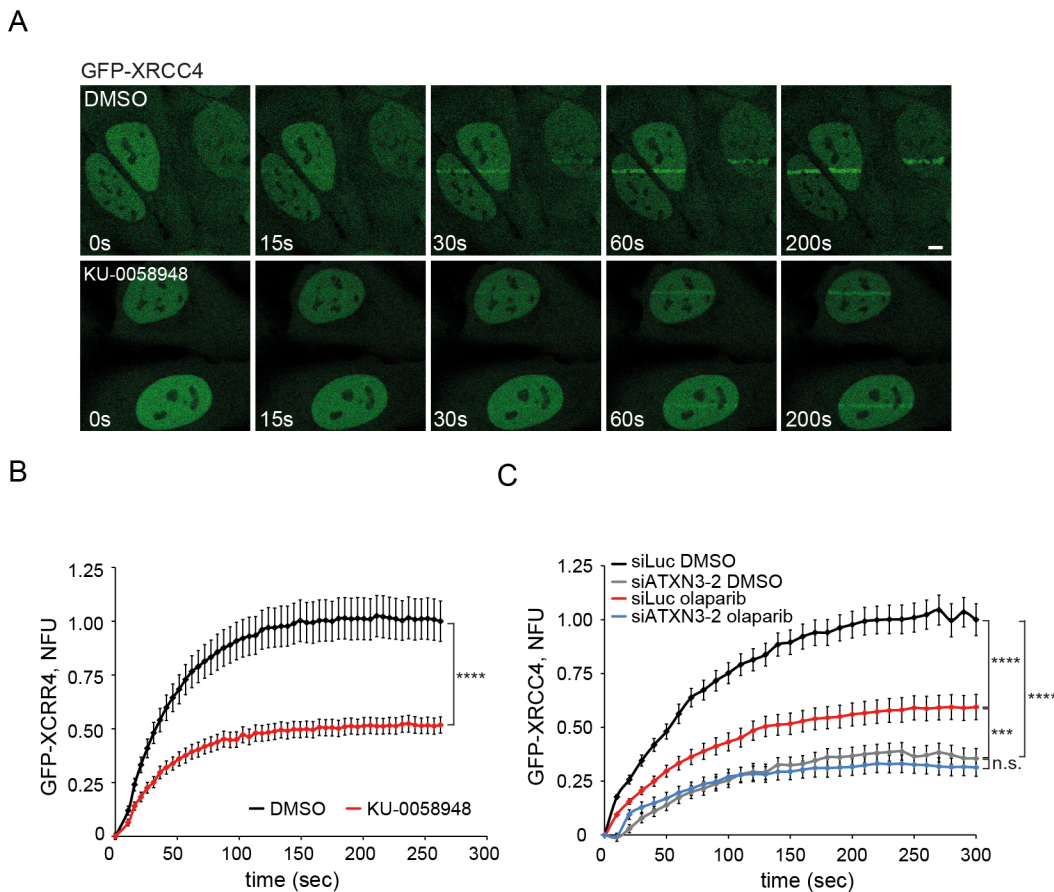 A
GFP-XRCC4
DMSO
0s 15s 30s 60s 200s
KU-0058948
0s 15s 30s 60s 200s
B
GFP-XCRR4, NFU
1.25
1.00
0.75
0.50
0.25
0
0 50 100 150 200 250 300
time (sec)
DMSO KU-0058948
****
C
GFP-XRCC4, NFU
1.25
1.00
0.75
0.50
0.25
0
0 50 100 150 200 250 300
time (sec)
siLuc DMSO
siATXN3-2 DMSO
siLuc olaparib
siATXN3-2 olaparib
****
****
***
n.s.